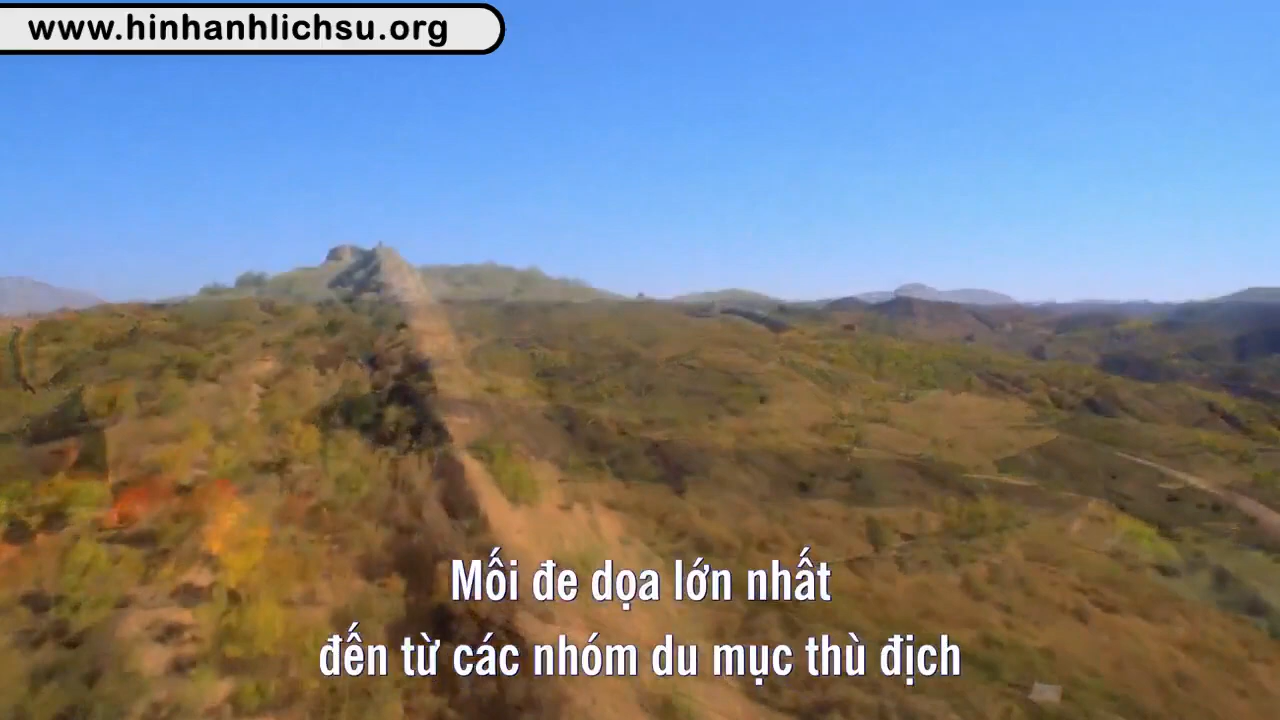 www.hinhanhlichsu.org
Mối đe dọa lớn nhất
đến từ các nhóm du mục thù địch